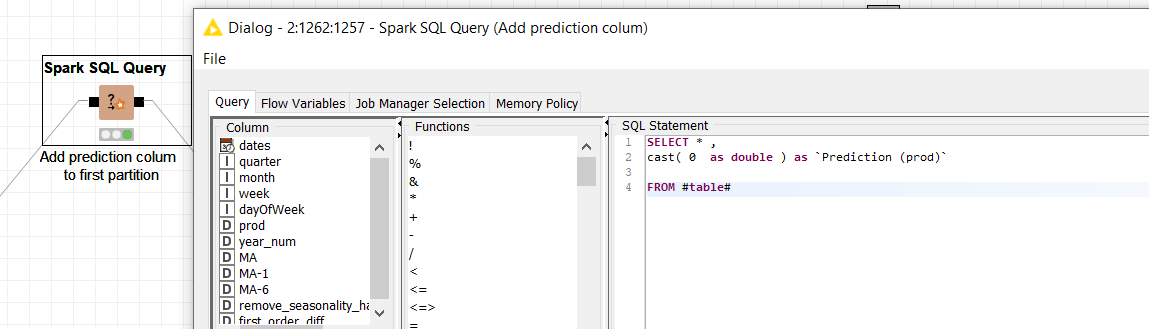 Dialog - 2:1262:1257 - Spark SQL Query (Add prediction colum)
File
Spark SQL Query
Add prediction colum
to first partition
Query
Flow Variables
Job Manager Selection
Memory Policy
Column
dates
quarter
month
week
dayOfWeek
prod
year_num
MA
MA-1
MA-6
remove_seasonality_ha
first_order_diff
Functions
!
%
&
*
+
-
/
<
<=
<=>
=
SQL Statement
1 SELECT * ,
2 cast( 0  as double ) as `Prediction (prod)`
3
4 FROM #table#